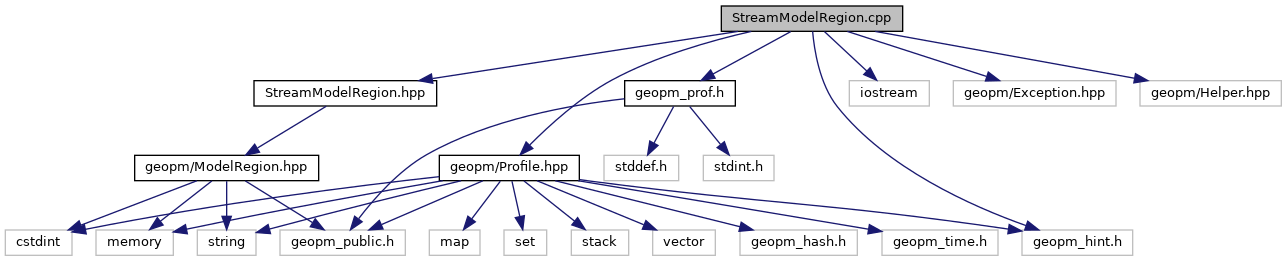 StreamModelRegion.cpp
StreamModelRegion.hpp
geopm_prof.h
iostream
geopm/Exception.hpp
geopm/Helper.hpp
geopm/ModelRegion.hpp
geopm/Profile.hpp
stddef.h
stdint.h
cstdint
memory
string
geopm_public.h
map
set
stack
vector
geopm_hash.h
geopm_time.h
geopm_hint.h